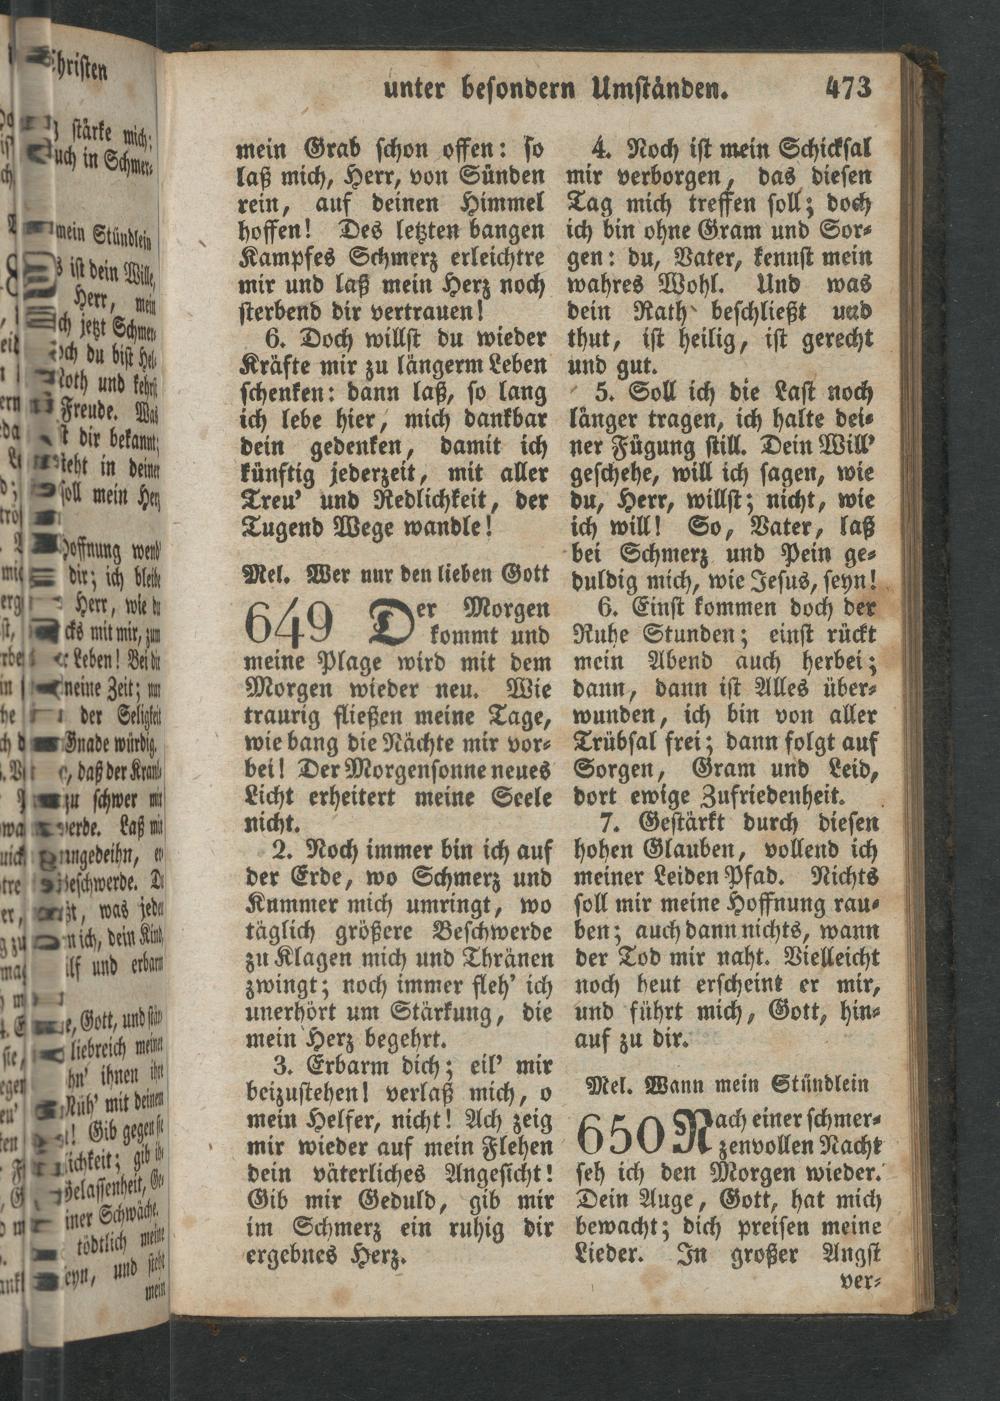 unter besondern Umständen.
473
mein Grab schon offen: so
laß mich, Herr, von Sünden
rein, auf deinen Himmel
hoffen! Des letzten bangen
Kampfes Schmerz erleichtre
mir und laß mein Herz noch
sterbend dir vertrauen!
6. Doch willst du wieder
Kräfte mir zu längerm Leben
schenken: dann laß, so lang
ich lebe hier, mich dankbar
dein gedenken, damit ich
künftig jederzeit, mit aller
Treu' und Redlichkeit, der
Tugend Wege wandle!
Mel. Wer nur den lieben Gott
649 Der Morgen
kommt und
meine Plage wird mit dem
Morgen wieder neu. Wie
traurig fließen meine Tage,
wie bang die Nächte mir vor-
bei! Der Morgensonne neues
Licht erheitert meine Seele
nicht.
2. Noch immer bin ich auf
der Erde, wo Schmerz und
Kummer mich umringt, wo
täglich größere Beschwerde
zu Klagen mich und Thränen
zwingt; noch immer fleh' ich
unerhört um Stärkung, die
mein Herz begehrt.
3. Erbarm dich; eil' mir
beizustehen! verlaß mich, o
mein Helfer, nicht! Ach zeig
mir wieder auf mein Flehen
dein väterliches Angesicht!
Gib mir Geduld, gib mir
im Schmerz ein ruhig dir
ergebnes Herz.
4. Noch ist mein Schicksal
mir verborgen, das diesen
Tag mich treffen soll; doch
ich bin ohne Gram und Sor-
gen: du, Vater, kennst mein
wahres Wohl. Und was
dein Rath beschließt und
thut, ist heilig, ist gerecht
und gut.
5. Soll ich die Last noch
länger tragen, ich halte dei-
ner Fügung still. Dein Will'
geschehe, will ich sagen, wie
du, Herr, willst; nicht, wie
ich will! So, Vater, laß
bei Schmerz und Pein ge-
duldig mich, wie Jesus, seyn!
6. Einst kommen doch der
Ruhe Stunden; einst rückt
mein Abend auch herbei;
dann, dann ist Alles über-
wunden, ich bin von aller
Trübsal frei; dann folgt auf
Sorgen, Gram und Leid,
dort ewige Zufriedenheit.
7. Gestärkt durch diesen
hohen Glauben, vollend ich
meiner Leiden Pfad. Nichts
soll mir meine Hoffnung rau-
ben; auch dann nichts, wann
der Tod mir naht. Vielleicht
noch heut erscheint er mir,
und führt mich, Gott, hin-
auf zu dir.
Mel. Wann mein Stündlein
650 Nach einer schmer-
zenvollen Nacht
seh ich den Morgen wieder.
Dein Auge, Gott, hat mich
bewacht; dich preisen meine
Lieder. In großer Angst
ver-